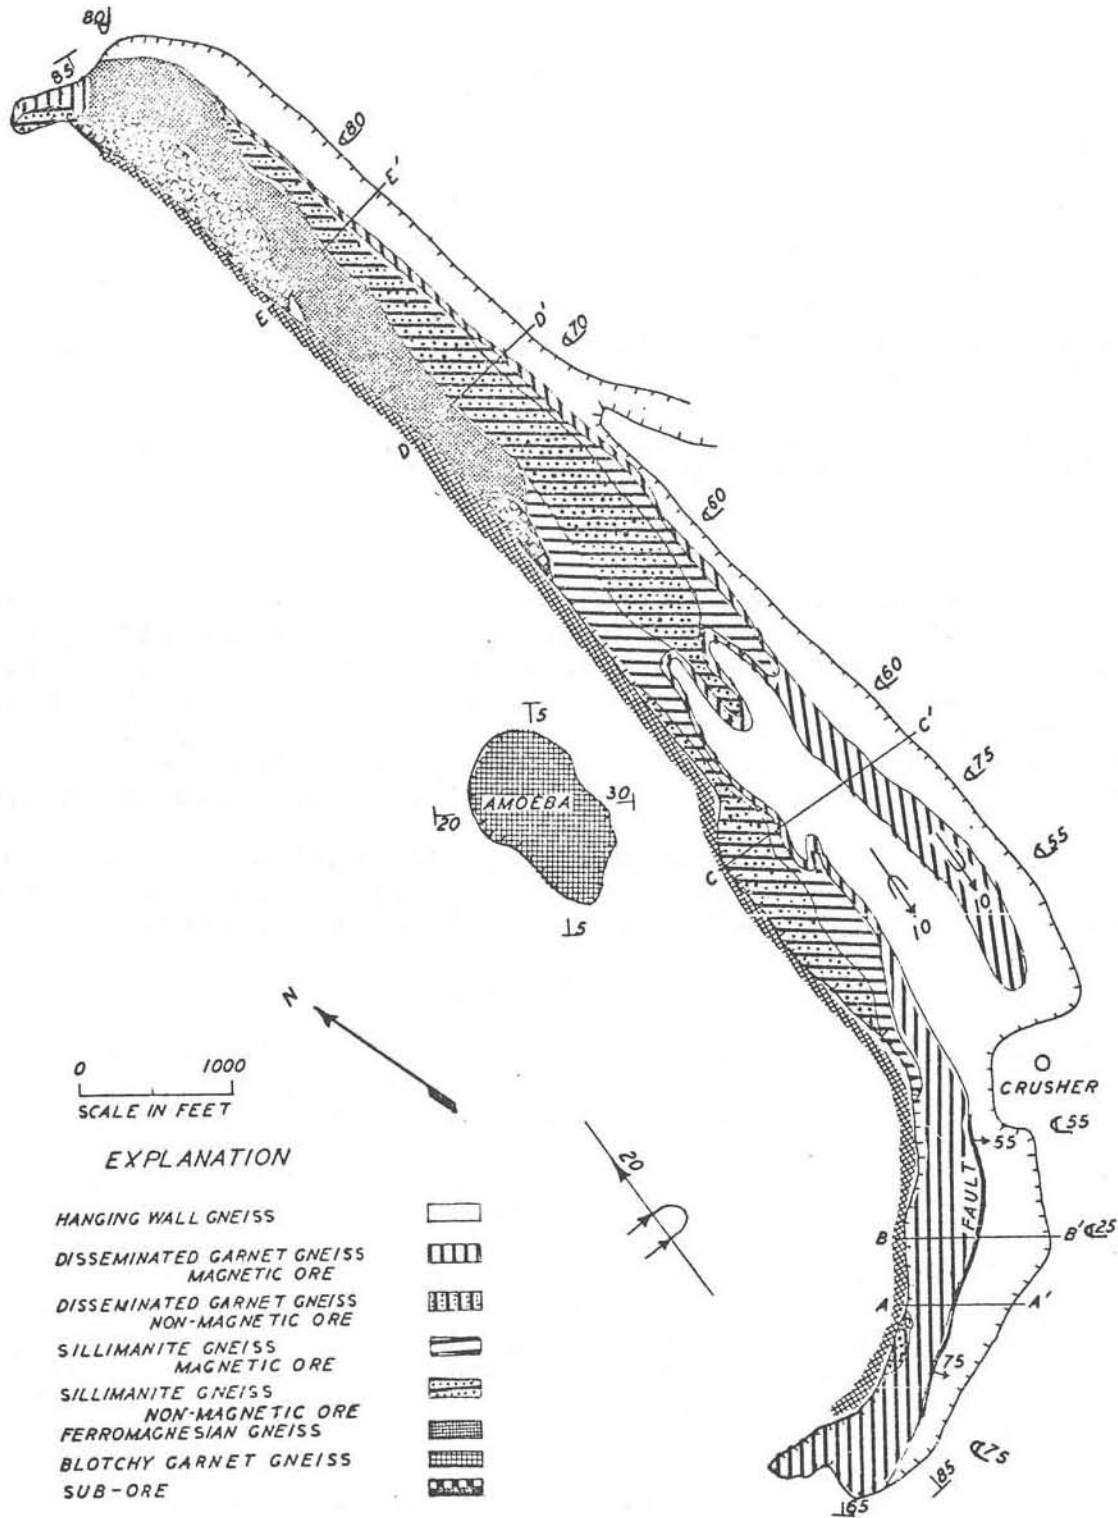 80
85
80
E'
D'
70
E
D
60
60
C'
75
55
T5
AMOEBA
30
20
15
C
10
10
N
0 1000
SCALE IN FEET
CRUSHER
55
55
20
FAULT
B B' 25
A A'
75
75
85
65
EXPLANATION
HANGING WALL GNEISS
DISSEMINATED GARNET GNEISS
MAGNETIC ORE
DISSEMINATED GARNET GNEISS
NON-MAGNETIC ORE
SILLIMANITE GNEISS
MAGNETIC ORE
SILLIMANITE GNEISS
NON-MAGNETIC ORE
FERROMAGNESIAN GNEISS
BLOTCHY GARNET GNEISS
SUB-ORE